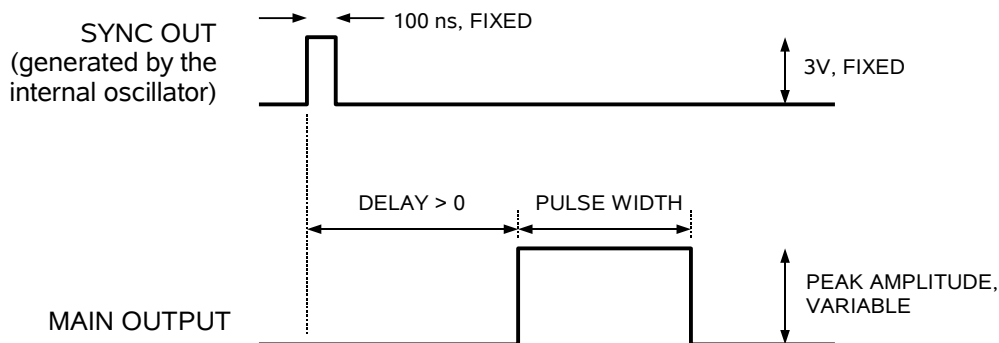 100 ns, FIXED
SYNC OUT
(generated by the
internal oscillator)
3V, FIXED
DELAY > 0
PULSE WIDTH
PEAK AMPLITUDE,
VARIABLE
MAIN OUTPUT